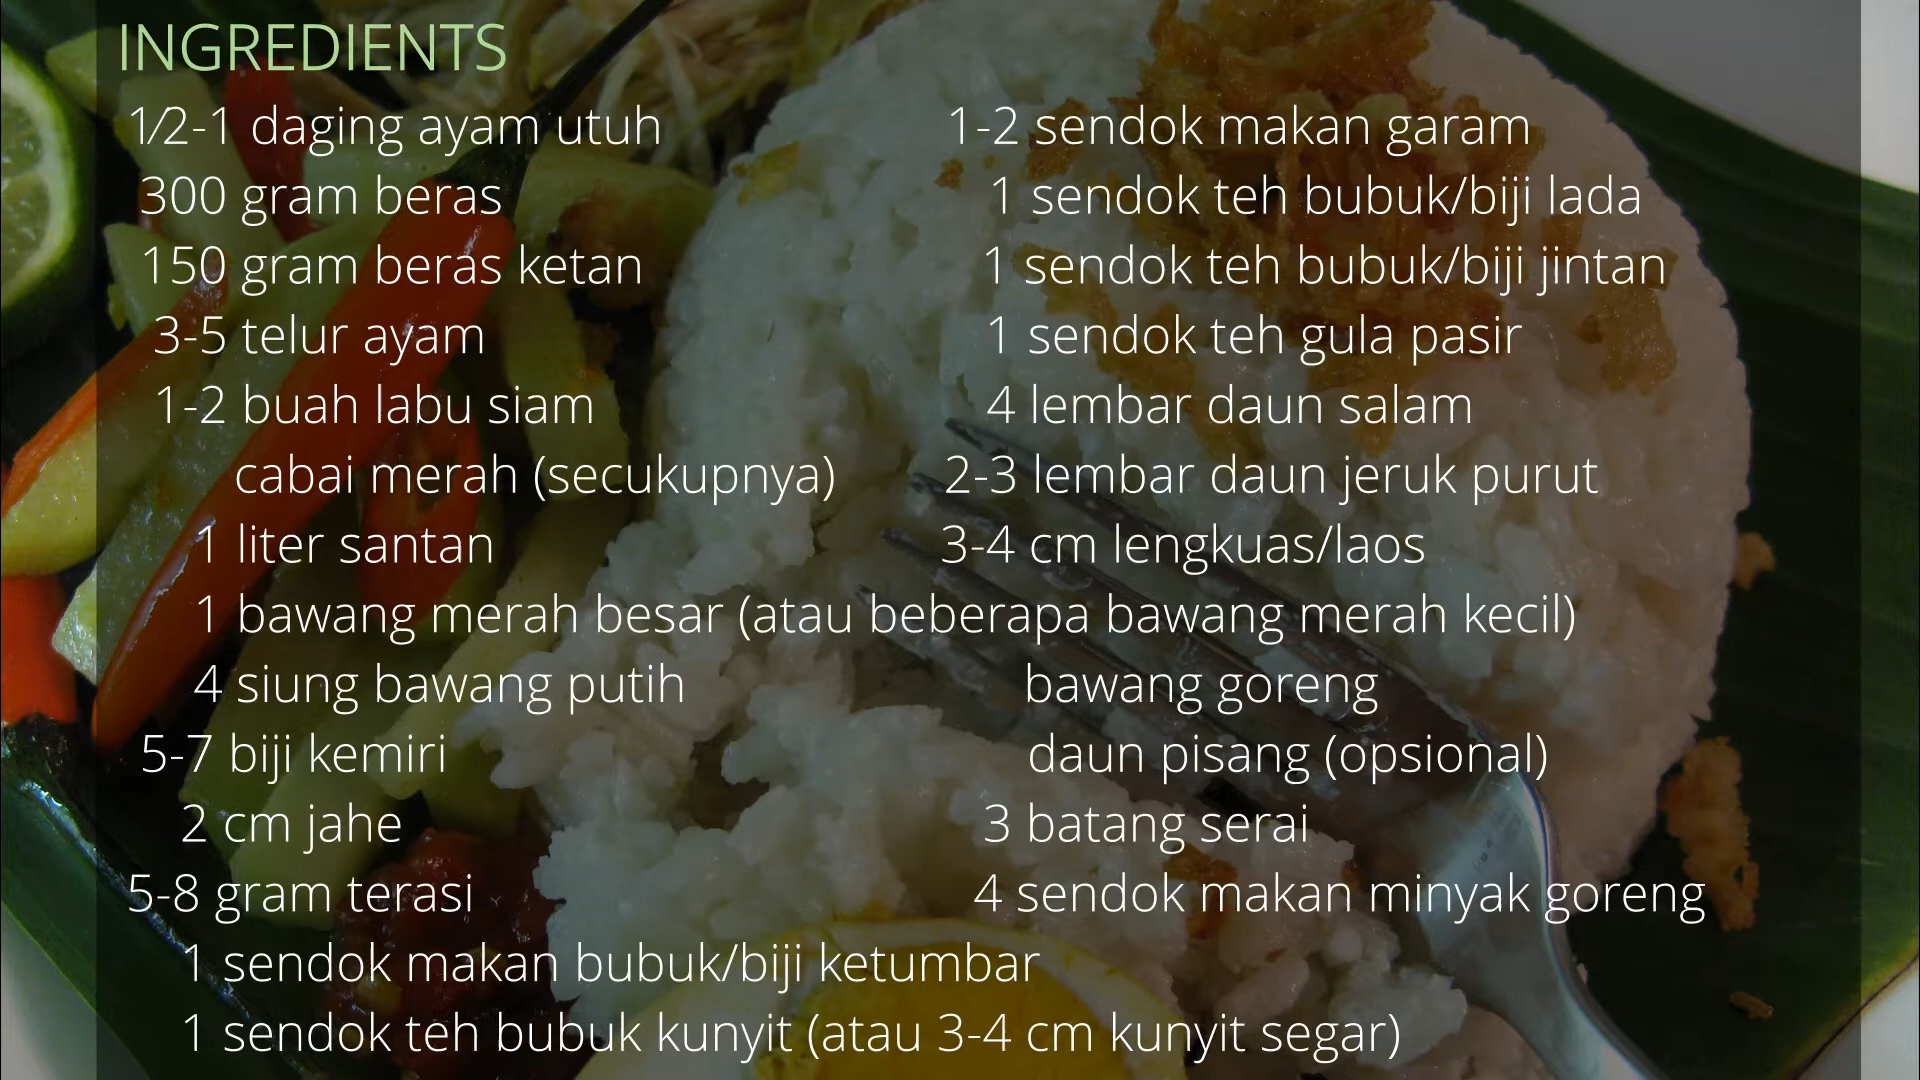 INGREDIENTS
1/2-1 daging ayam utuh
300 gram beras
150 gram beras ketan
3-5 telur ayam
1-2 buah labu siam
cabai merah (secukupnya)
1 liter santan
1 bawang merah besar (atau beberapa bawang merah kecil)
4 siung bawang putih
5-7 biji kemiri
2 cm jahe
5-8 gram terasi
1 sendok makan bubuk/biji ketumbar
1 sendok teh bubuk kunyit (atau 3-4 cm kunyit segar)
1-2 sendok makan garam
1 sendok teh bubuk/biji lada
1 sendok teh bubuk/biji jintan
1 sendok teh gula pasir
4 lembar daun salam
2-3 lembar daun jeruk purut
3-4 cm lengkuas/laos
bawang goreng
daun pisang (opsional)
3 batang serai
4 sendok makan minyak goreng